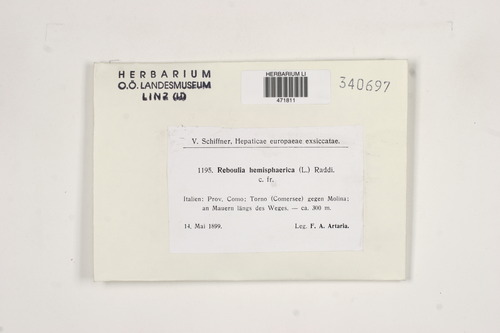 HERBARIUM
O.Ö. LANDESMUSEUM
LINZ (LI)
HERBARIUM LI
471811
340697
V. Schiffner, Hepaticae europaeae exsiccatae.
1195. Reboulia hemisphaerica (L.) Raddi.
c. fr.
Italien: Prov. Como; Torno (Comersee) gegen Molina;
an Mauern längs des Weges. — ca. 300 m.
14. Mai 1899. Leg. F. A. Artaria.